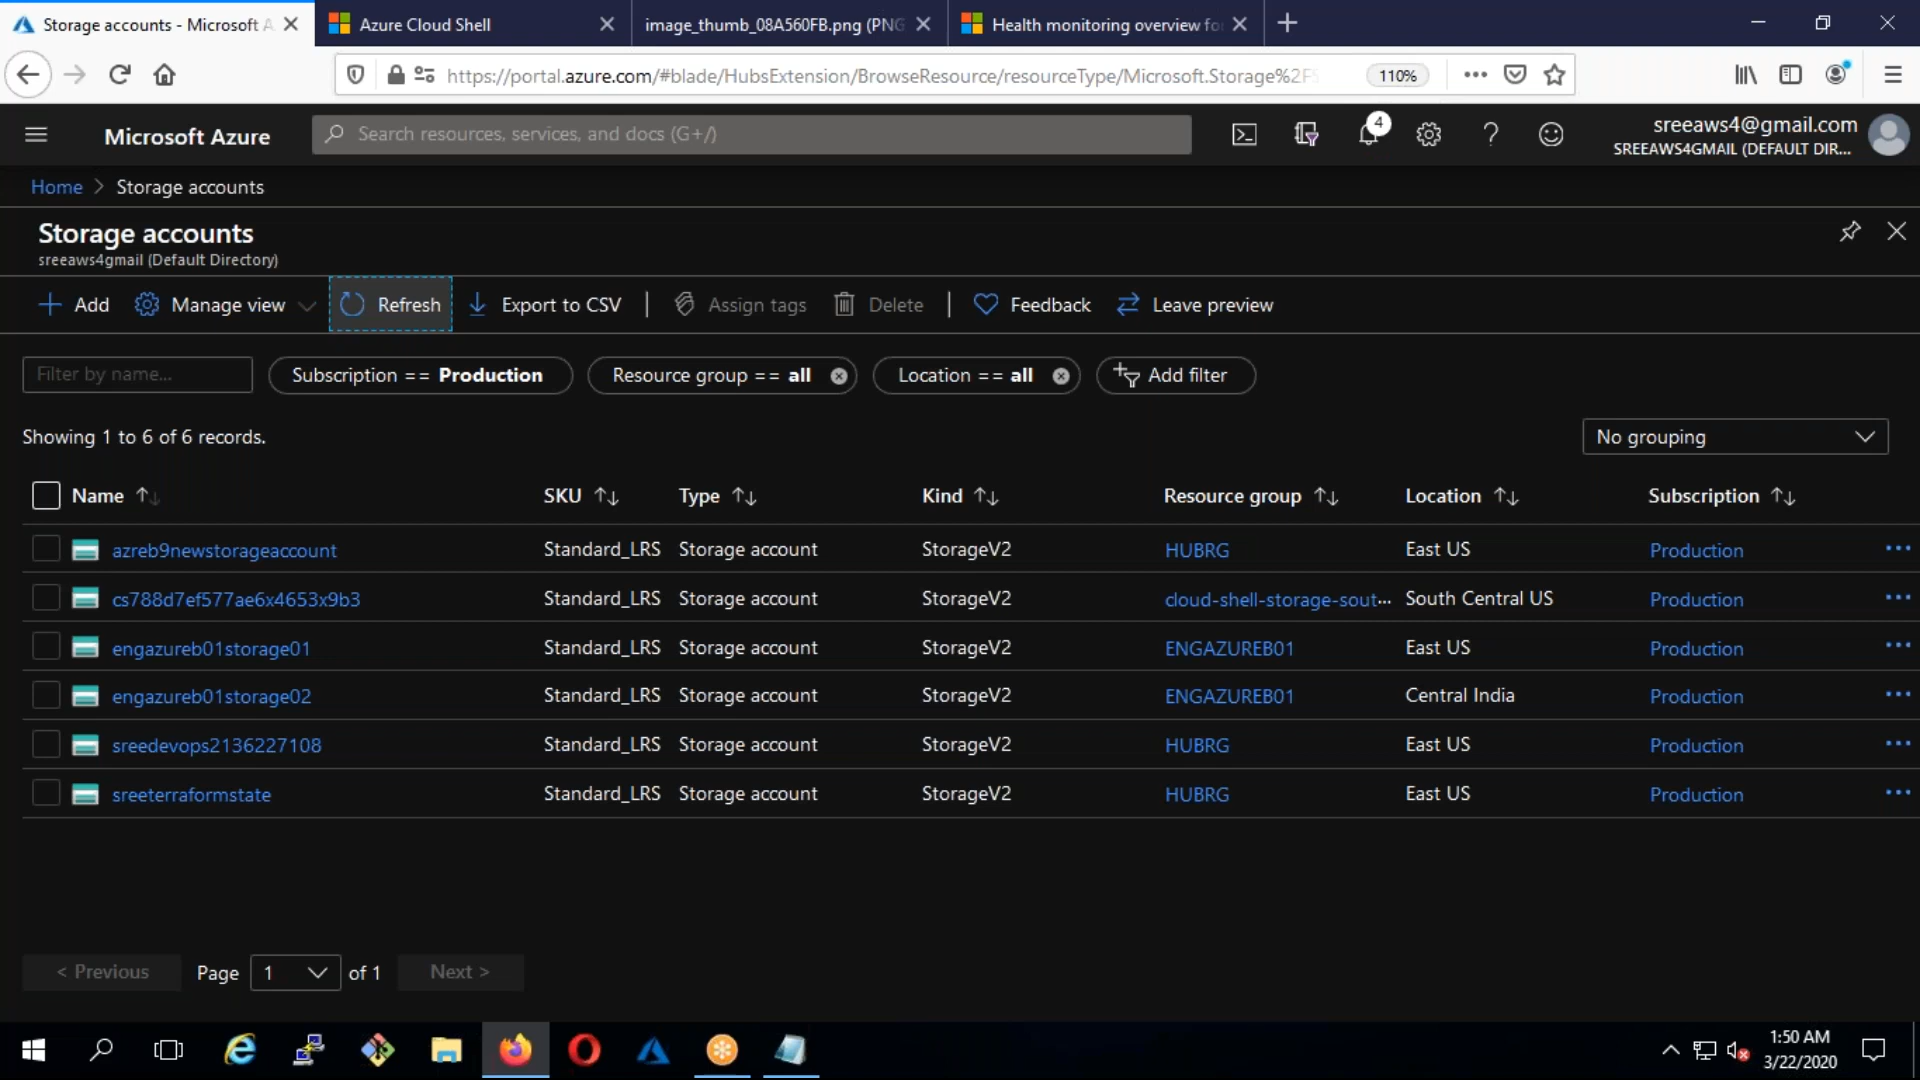 Storage accounts - Microsoft A
Azure Cloud Shell
image_thumb_08A560FB.png (PNG
Health monitoring overview fo
https://portal.azure.com/#blade/HubsExtension/BrowseResource/resourceType/Microsoft.Storage%2FS
110%
Microsoft Azure
Search resources, services, and docs (G+/)
4
sreeaws4@gmail.com
SREEAWS4GMAIL (DEFAULT DIR...
Home > Storage accounts
Storage accounts
sreeaws4gmail (Default Directory)
Add
Manage view
Refresh
Export to CSV
Assign tags
Delete
Feedback
Leave preview
Filter by name...
Subscription == Production
Resource group == all
Location == all
Add filter
Showing 1 to 6 of 6 records.
No grouping
Name SKU Type Kind Resource group Location Subscription
azreb9newstorageaccount Standard_LRS Storage account StorageV2 HUBRG East US Production
cs788d7ef577ae6x4653x9b3 Standard_LRS Storage account StorageV2 cloud-shell-storage-sout... South Central US Production
engazureb01storage01 Standard_LRS Storage account StorageV2 ENGAZUREB01 East US Production
engazureb01storage02 Standard_LRS Storage account StorageV2 ENGAZUREB01 Central India Production
sreedevops2136227108 Standard_LRS Storage account StorageV2 HUBRG East US Production
sreeterraformstate Standard_LRS Storage account StorageV2 HUBRG East US Production
< Previous
Page 1 of 1
Next >
1:50 AM
3/22/2020